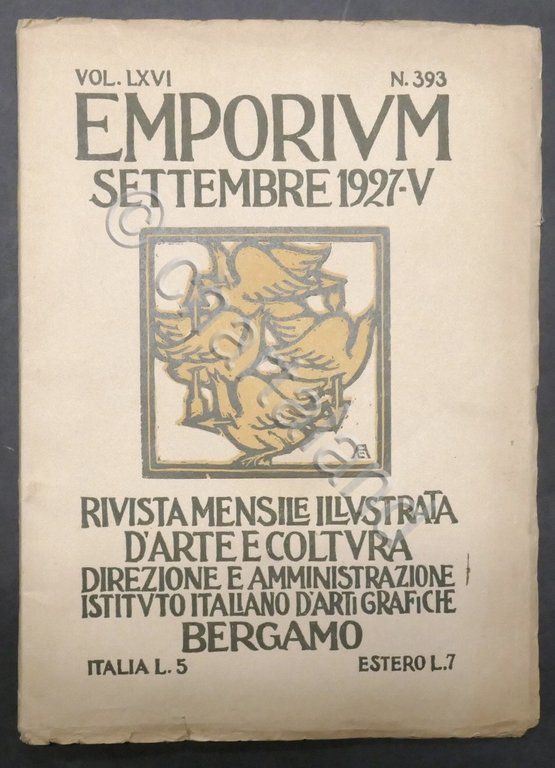 VOL. LXVI N. 393
EMPORIVM
SETTEMBRE 1927-V
RIVISTA MENSILE ILLVSTRATA
D'ARTE E COLTVRA
DIREZIONE E AMMINISTRAZIONE
ISTITVTO ITALIANO D'ARTI GRAFICHE
BERGAMO
ITALIA L. 5 ESTERO L. 7